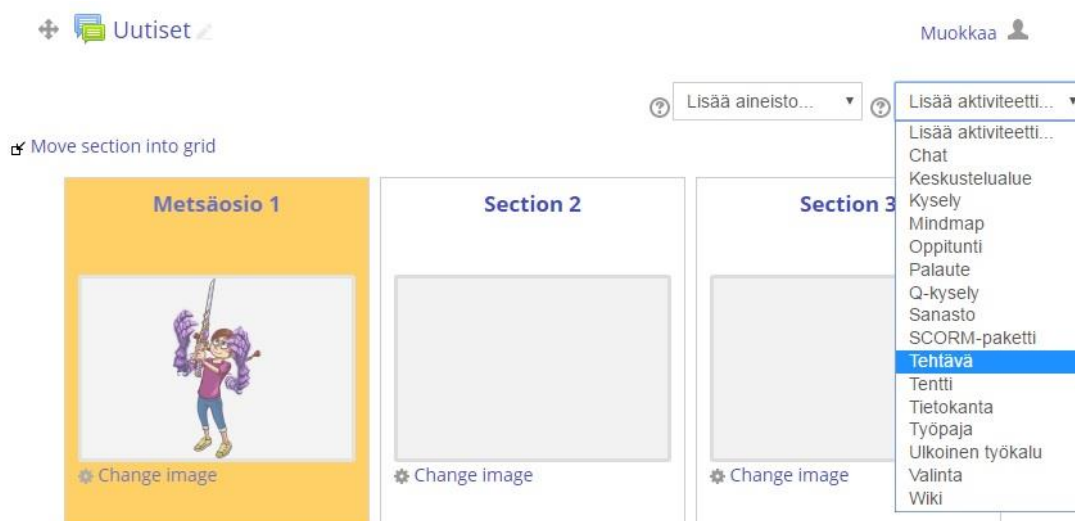 Uutiset
Muokkaa
Lisää aineisto...
Lisää aktiviteetti...
Move section into grid
Lisää aktiviteetti...
Chat
Keskustelualue
Kysely
Mindmap
Oppitunti
Palaute
Q-kysely
Sanasto
SCORM-paketti
Tehtävä
Tentti
Tietokanta
Työpaja
Ulkoinen työkalu
Valinta
Wiki
Metsäosio 1
Section 2
Section 3
Change image
Change image
Change image